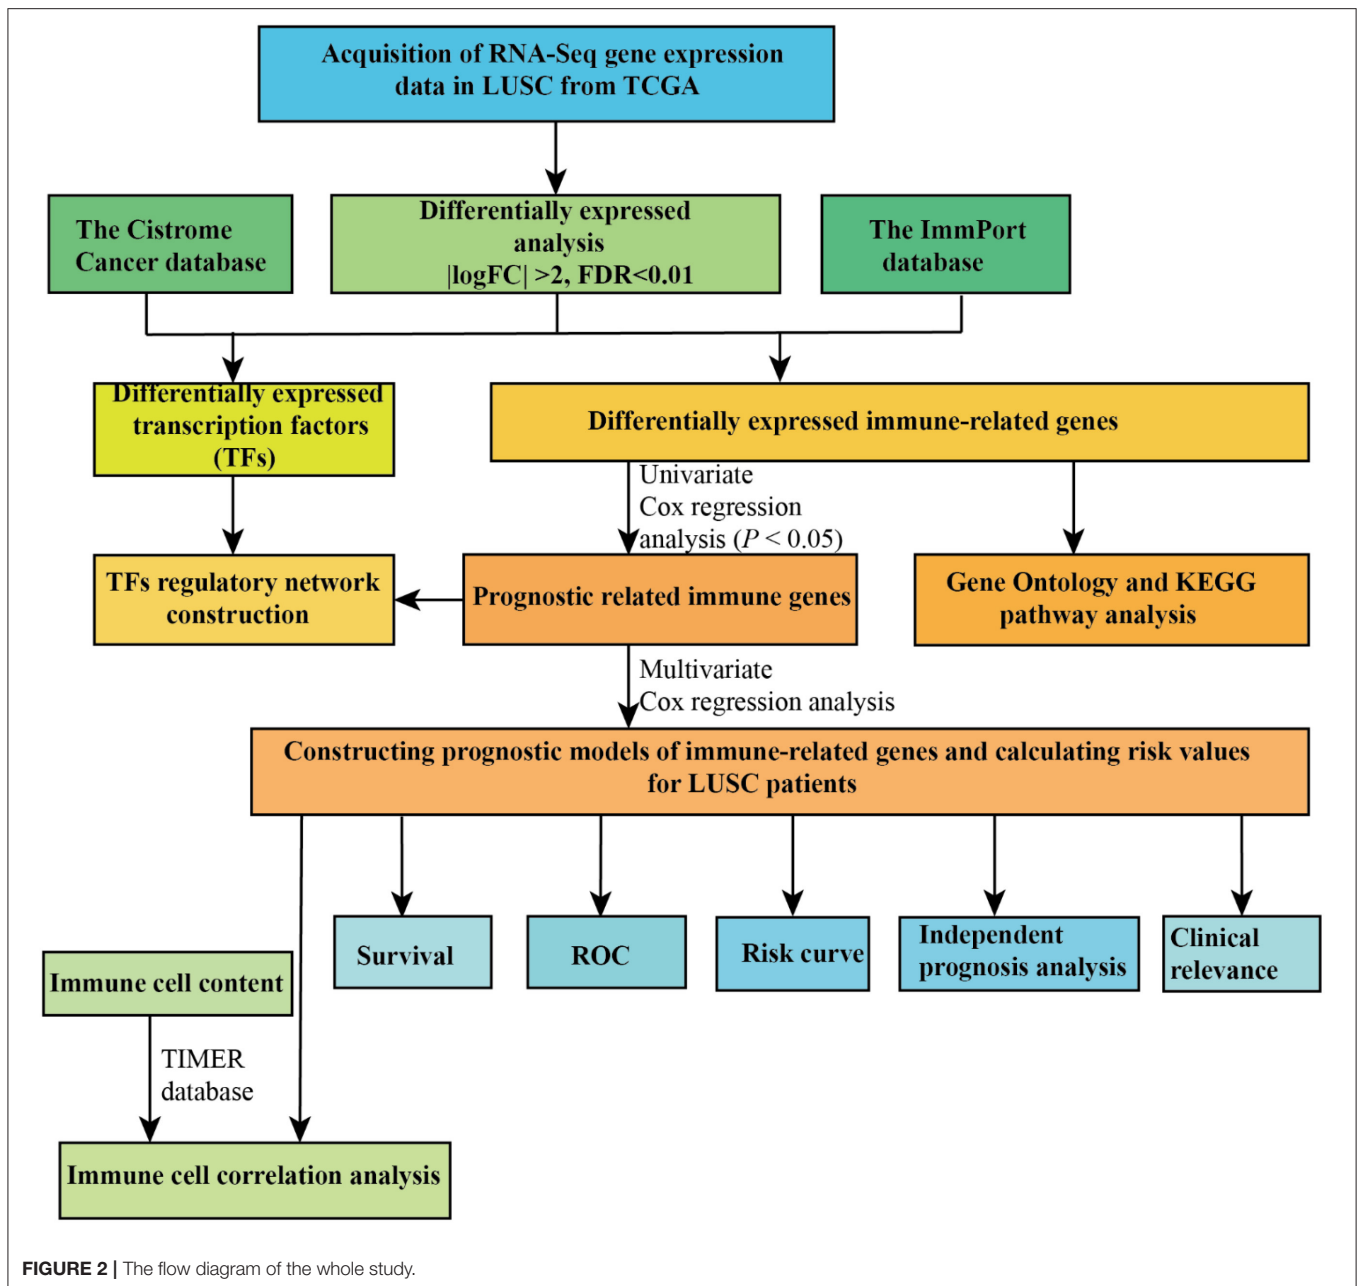 Acquisition of RNA-Seq gene expression
data in LUSC from TCGA
The Cistrome
Cancer database
Differentially expressed
analysis
|logFC| >2, FDR<0.01
The ImmPort
database
Differentially expressed
transcription factors
(TFs)
Differentially expressed immune-related genes
Univariate
Cox regression
analysis (P < 0.05)
TFs regulatory network
construction
Prognostic related immune genes
Gene Ontology and KEGG
pathway analysis
Multivariate
Cox regression analysis
Constructing prognostic models of immune-related genes and calculating risk values
for LUSC patients
Survival
ROC
Risk curve
Independent
prognosis analysis
Clinical
relevance
Immune cell content
TIMER
database
Immune cell correlation analysis
FIGURE 2 | The flow diagram of the whole study.